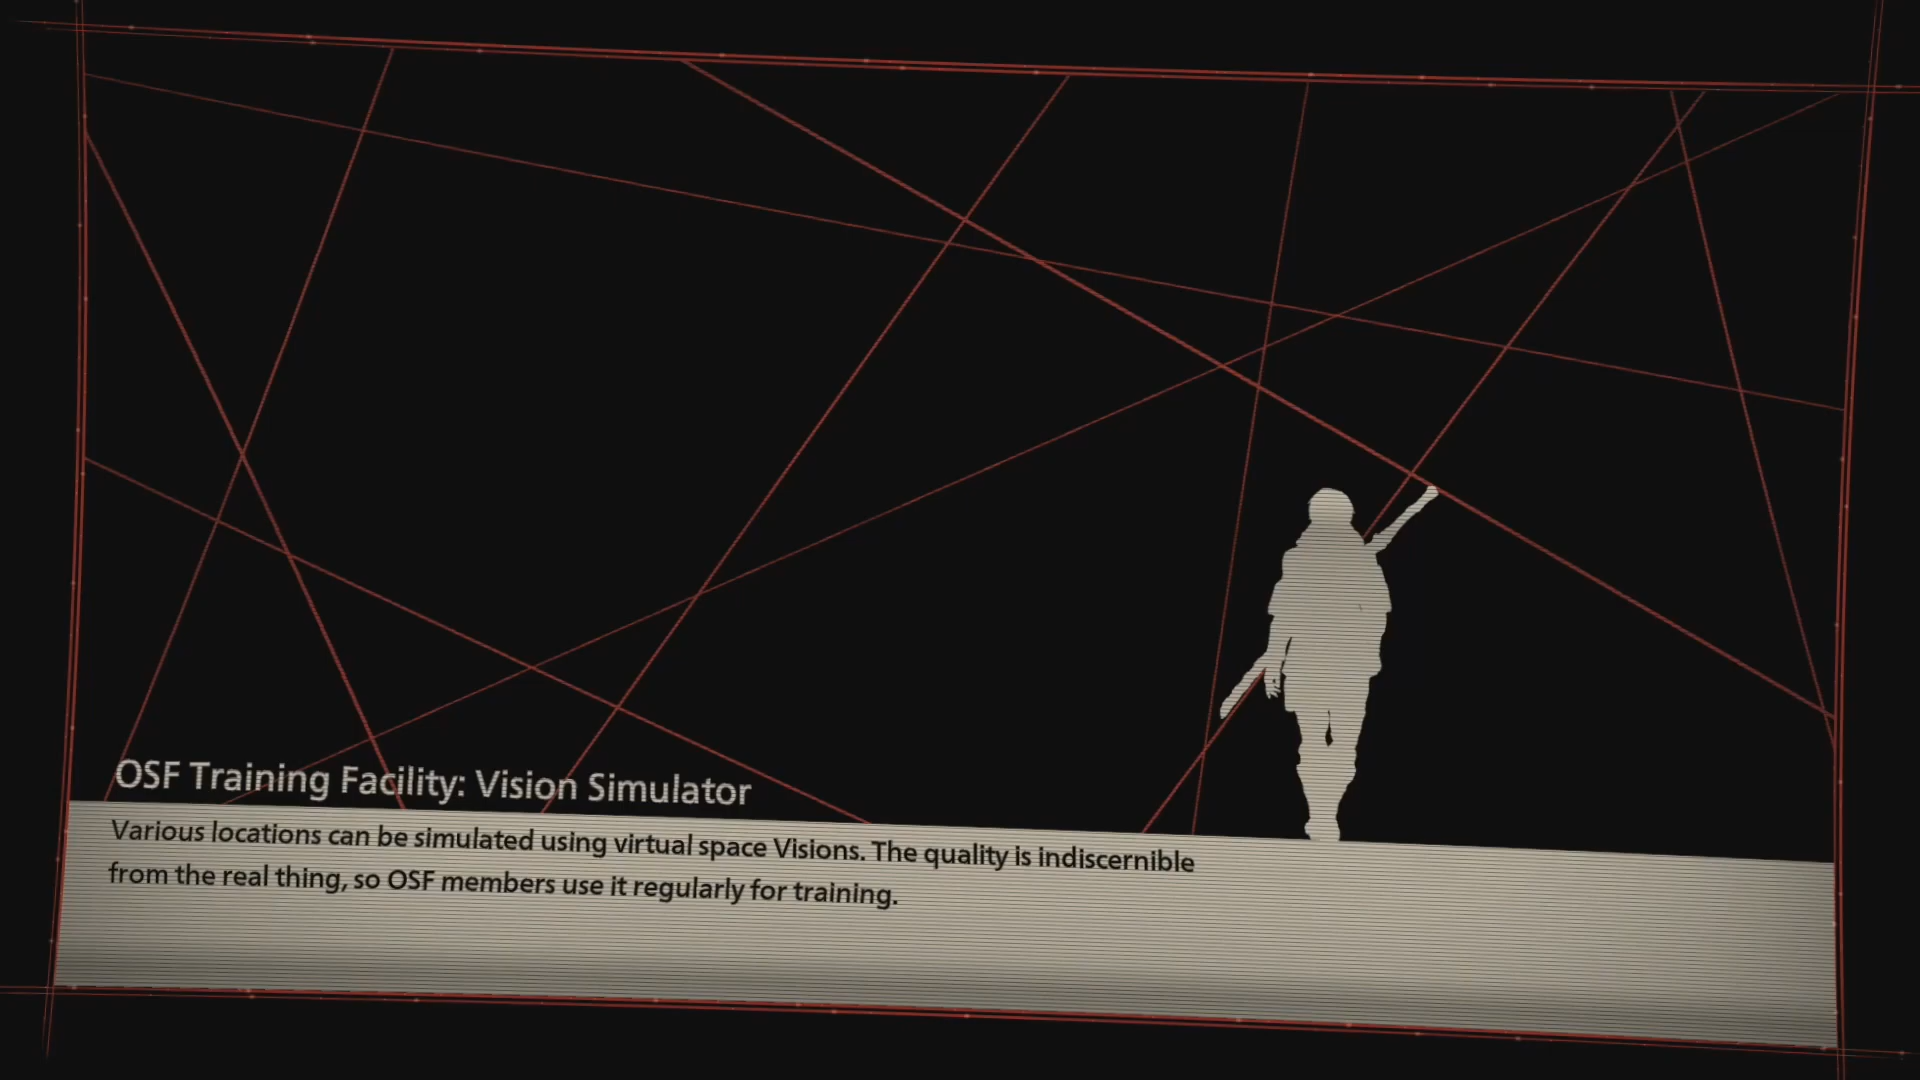 OSF Training Facility: Vision Simulator
Various locations can be simulated using virtual space Visions. The quality is indiscernible
from the real thing, so OSF members use it regularly for training.